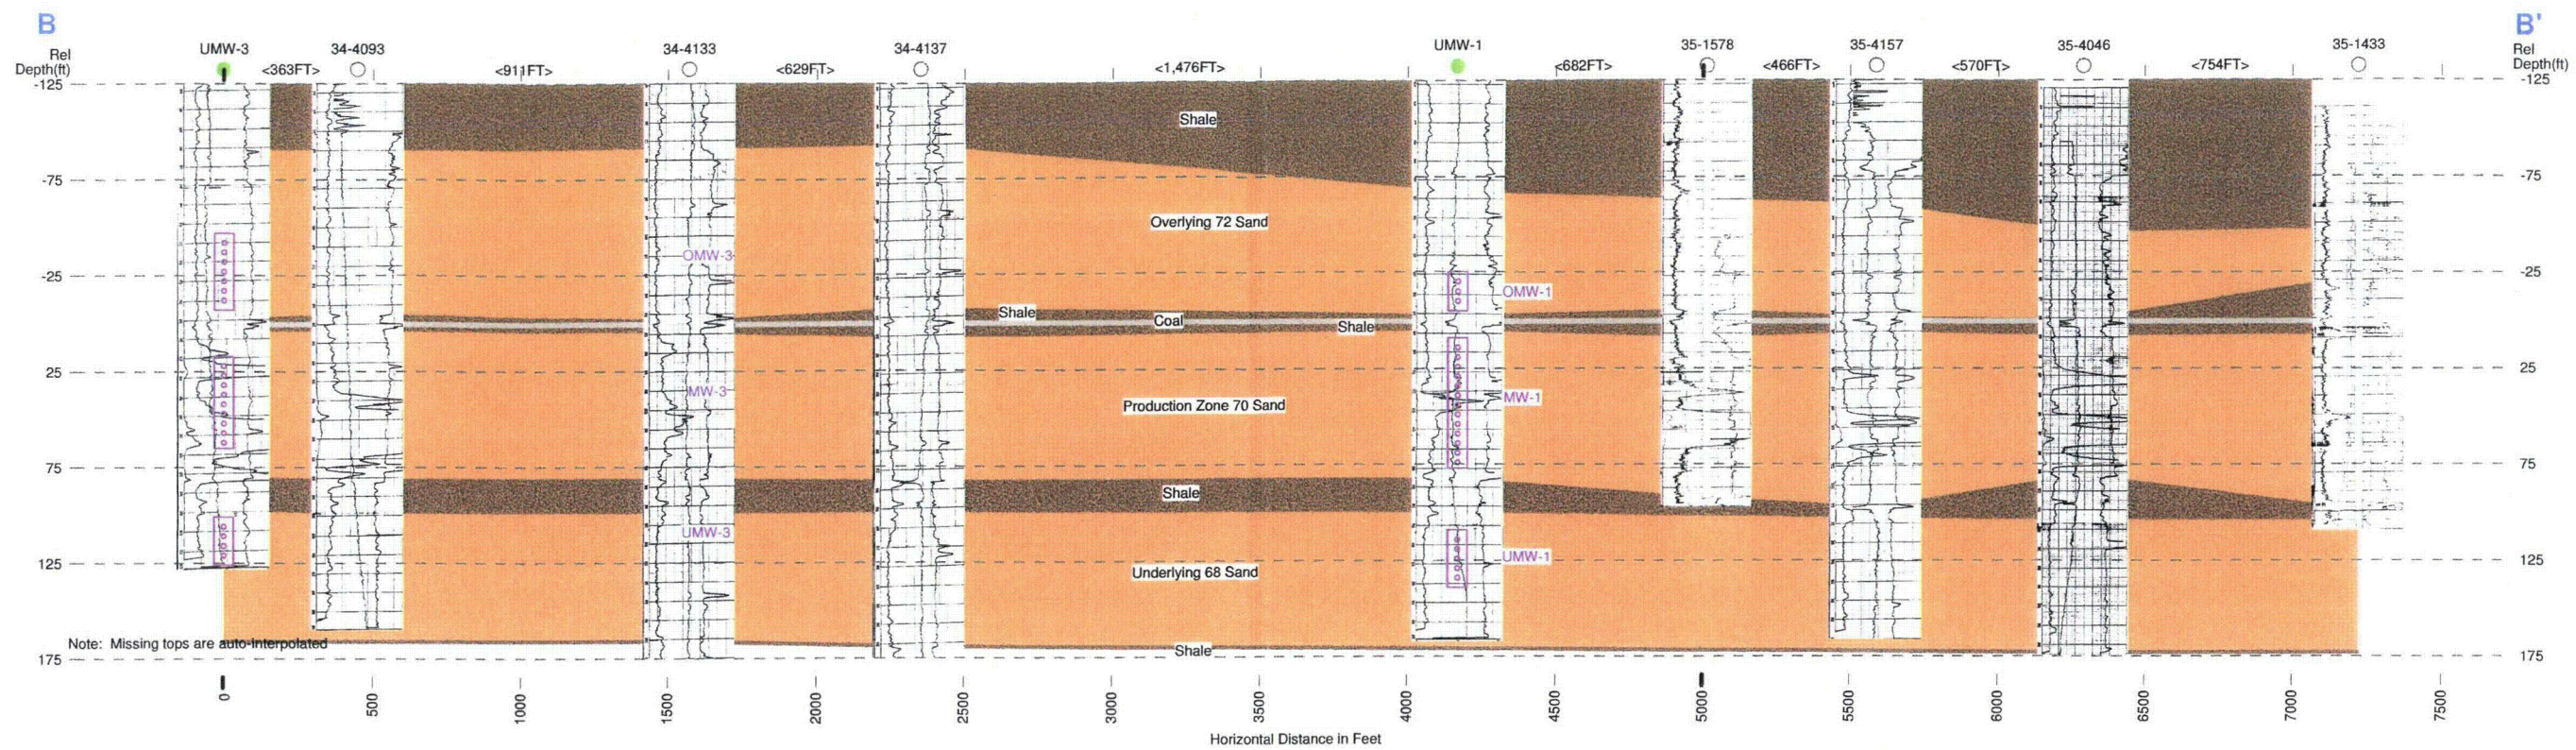 B
B'
UMW-3
34-4093
34-4133
34-4137
UMW-1
35-1578
35-4157
35-4046
35-1433
Rel
Depth(ft)
<363FT>
<911FT>
<629FT>
<1,476FT>
<682FT>
<466FT>
<570FT>
<754FT>
Rel
Depth(ft)
-125
-125
Shale
-75
-75
Overlying 72 Sand
OMW-3
-25
-25
OMW-1
Shale
Coal
Shale
25
25
MW-3
MW-1
Production Zone 70 Sand
75
75
Shale
UMW-3
UMW-1
125
125
Underlying 68 Sand
Note: Missing tops are auto-interpolated
Shale
175
175
0
500
1000
1500
2000
2500
3000
3500
4000
4500
5000
5500
6000
6500
7000
7500
Horizontal Distance in Feet